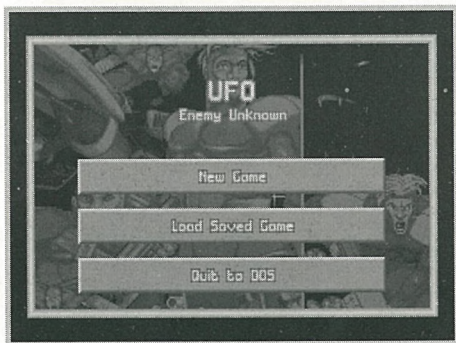 UFO
Enemy Unknown
New Game
Load Saved Game
Quit to DOS